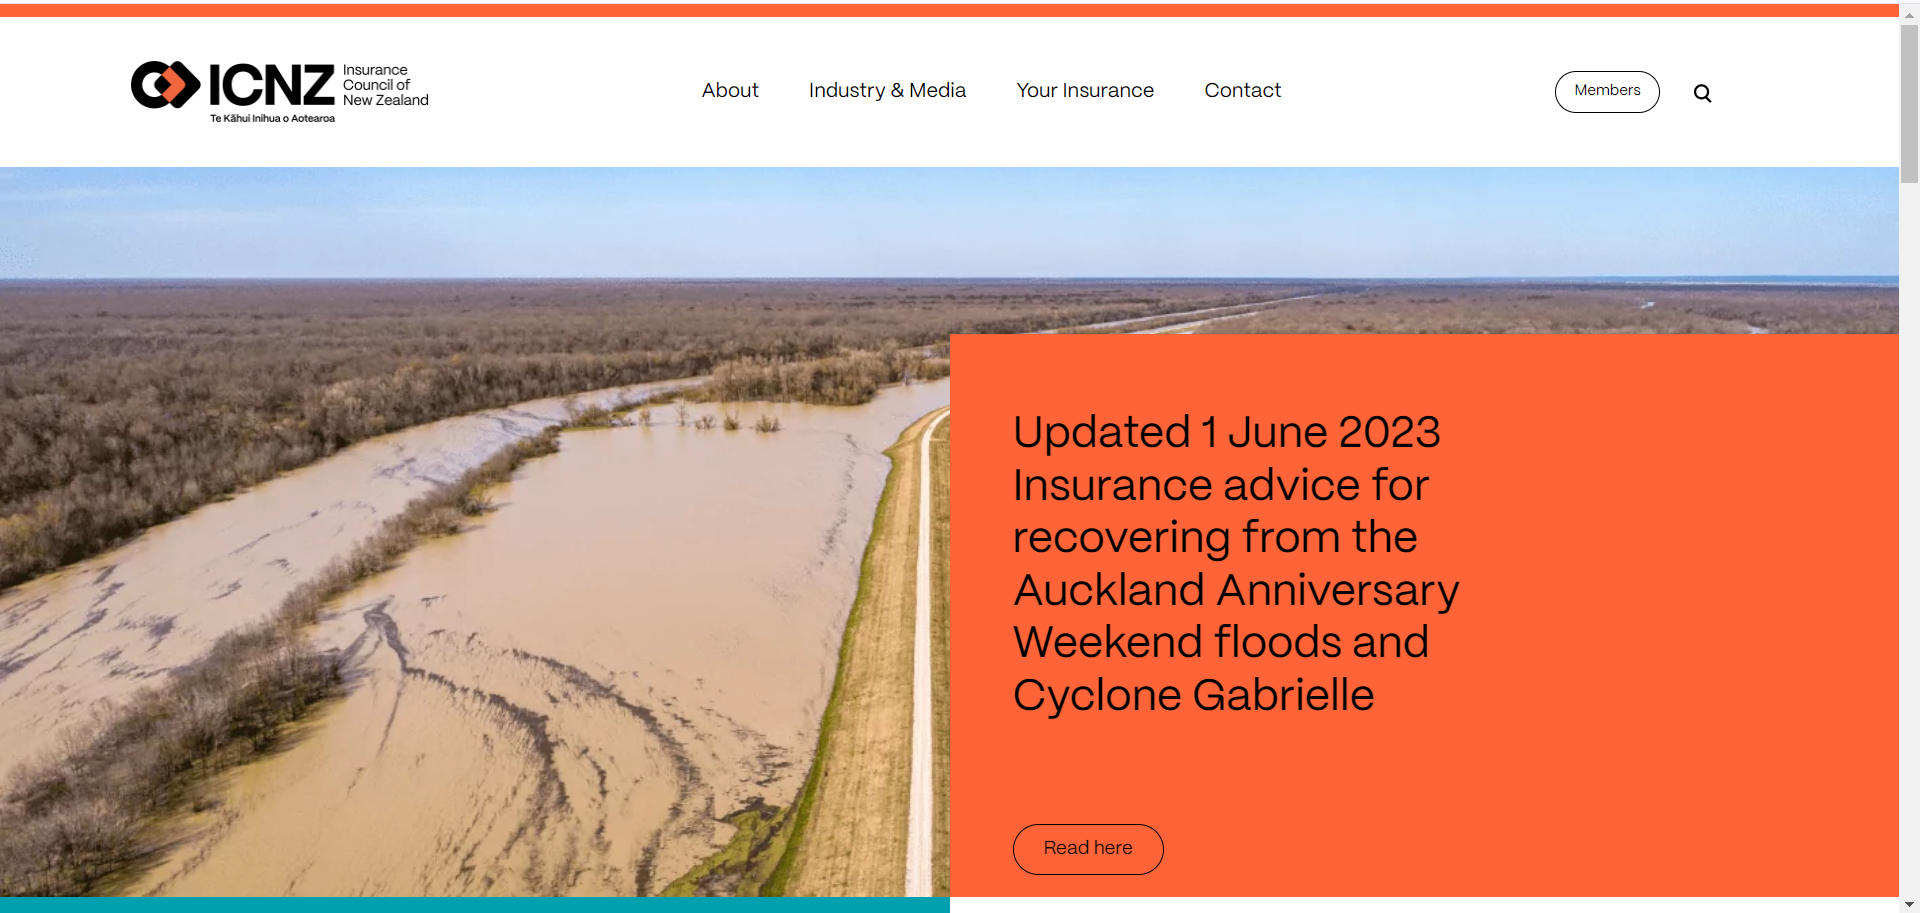 ICNZ
Insurance
Council of
New Zealand
Te Kāhui Inihua o Aotearoa
About
Industry & Media
Your Insurance
Contact
Members
Updated 1 June 2023
Insurance advice for
recovering from the
Auckland Anniversary
Weekend floods and
Cyclone Gabrielle
Read here